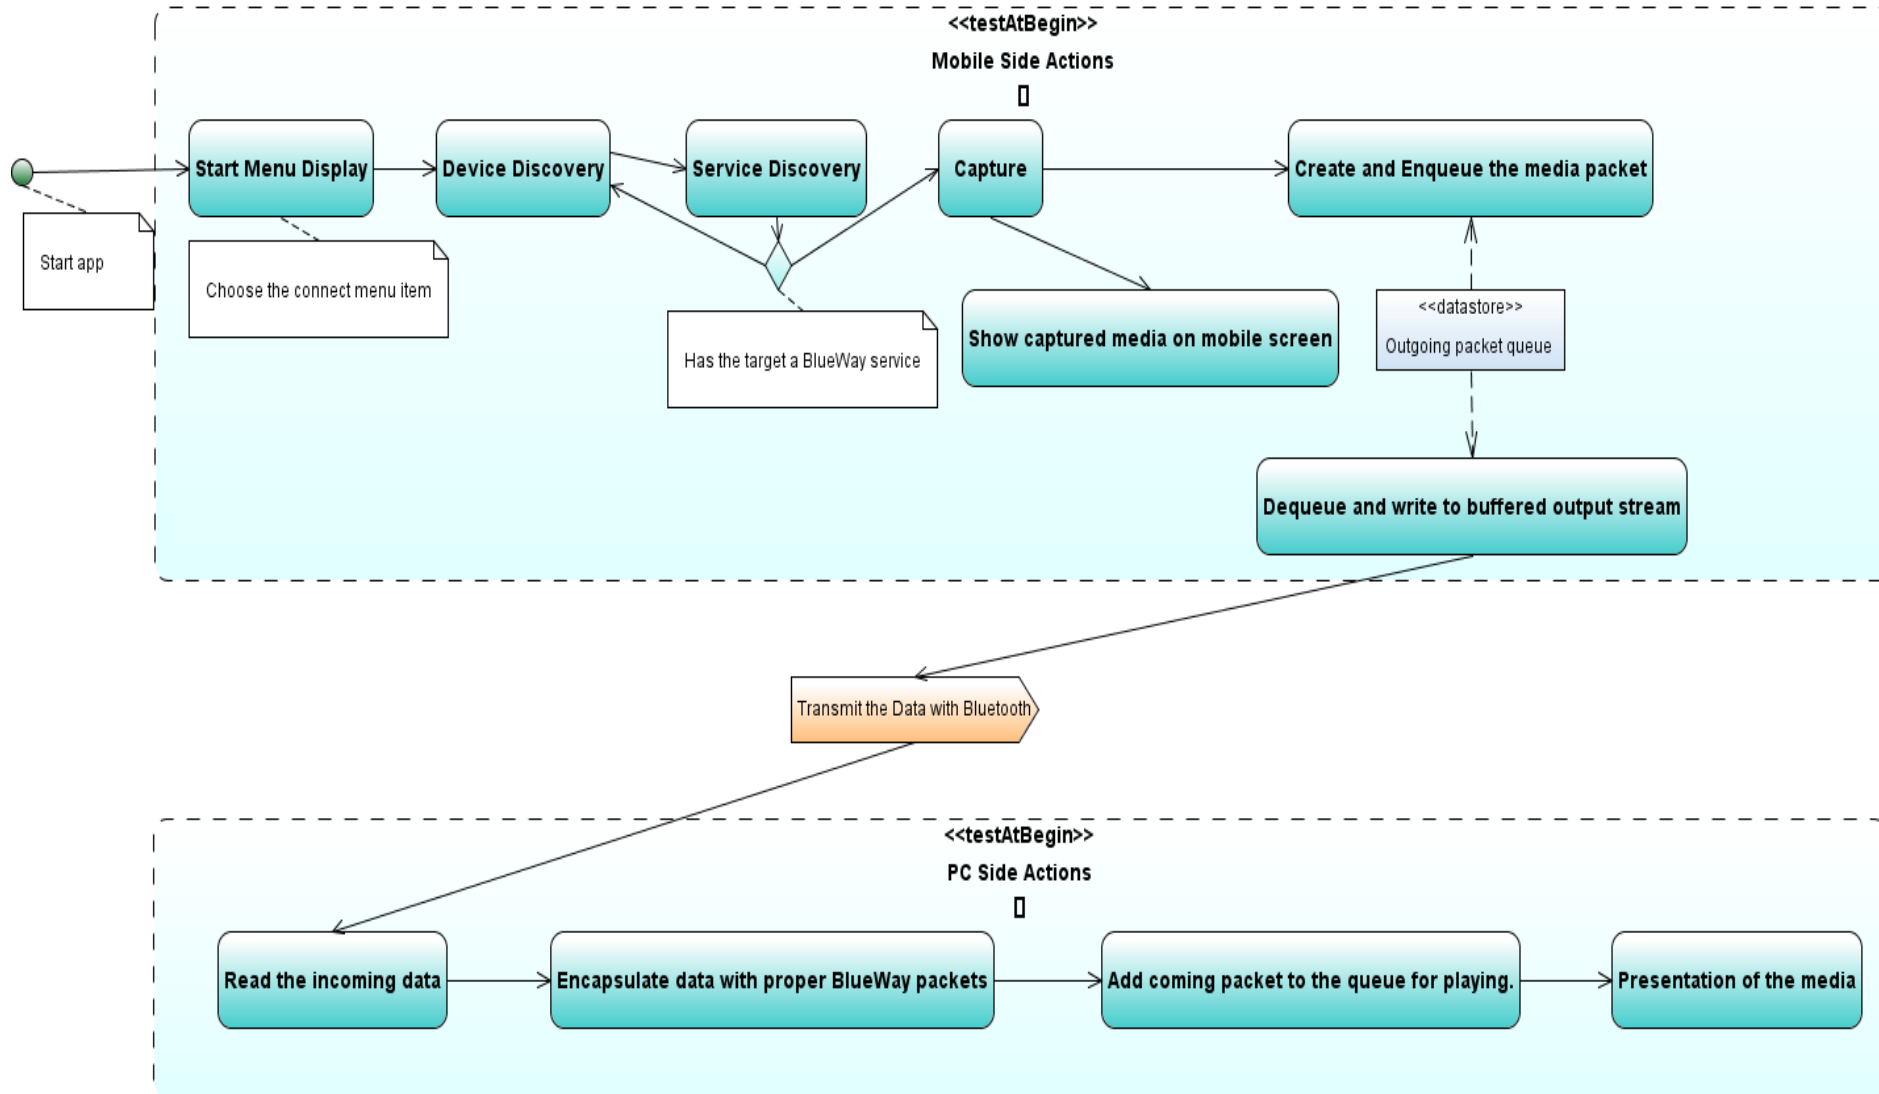 <<testAtBegin>>
Mobile Side Actions
Start Menu Display
Device Discovery
Service Discovery
Capture
Create and Enqueue the media packet
Start app
Choose the connect menu item
Has the target a BlueWay service
Show captured media on mobile screen
<<datastore>>
Outgoing packet queue
Dequeue and write to buffered output stream
Transmit the Data with Bluetooth
<<testAtBegin>>
PC Side Actions
Read the incoming data
Encapsulate data with proper BlueWay packets
Add coming packet to the queue for playing.
Presentation of the media